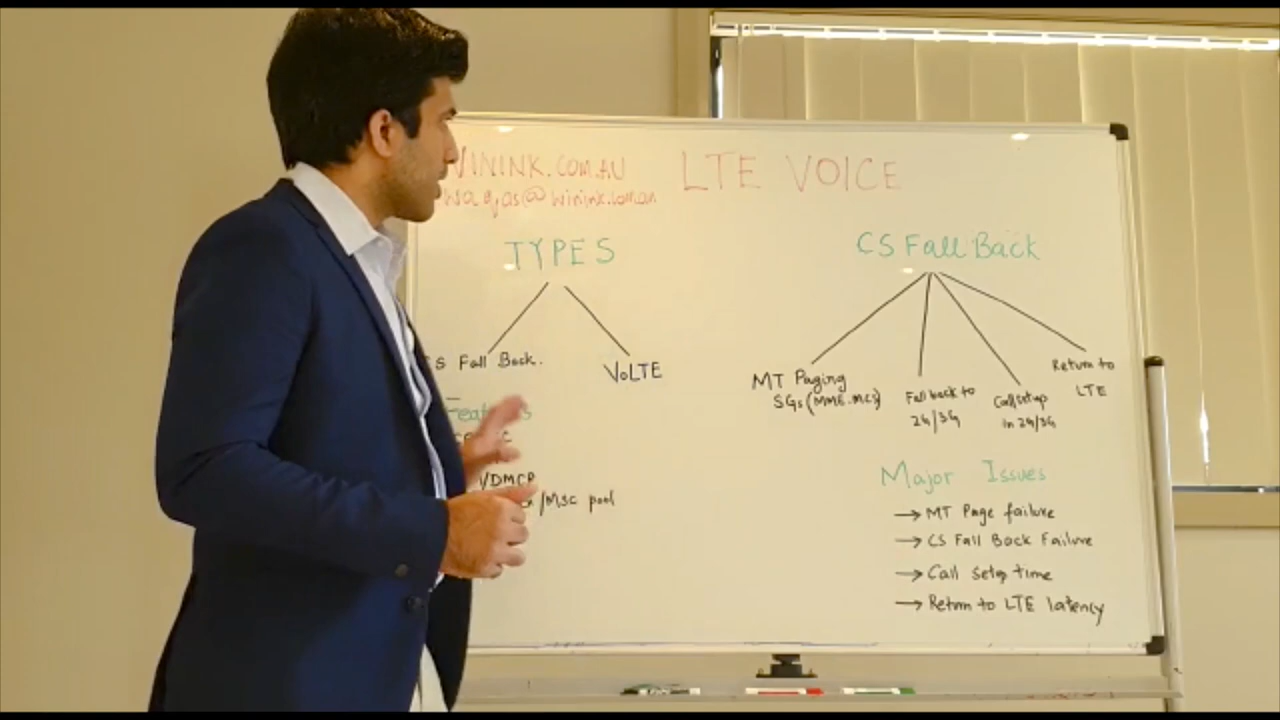 WININK.COM.AU
LTE VOICE
waqas@winink.com.au
TYPES
S Fall Back.
VoLTE
Features
/DMCR
/MSC pool
CS Fall Back
MT Paging
SGs (MME-MCS)
Fall back to
2G/3G
Call setup
in 2G/3G
Return to
LTE
Major Issues
→ MT Page failure
→ CS Fall Back Failure
→ Call Setup time
→ Return to LTE latency